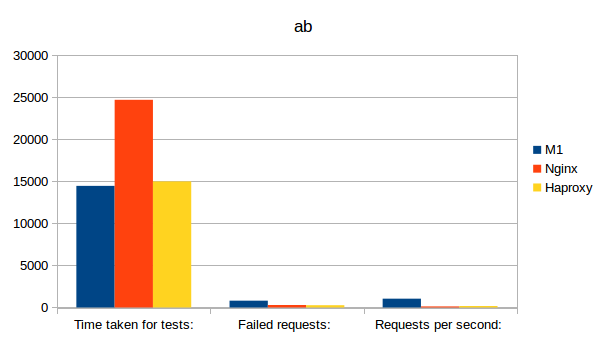 ab
30000
25000
20000
15000
10000
5000
0
Time taken for tests: Failed requests: Requests per second:
M1
Nginx
Haproxy